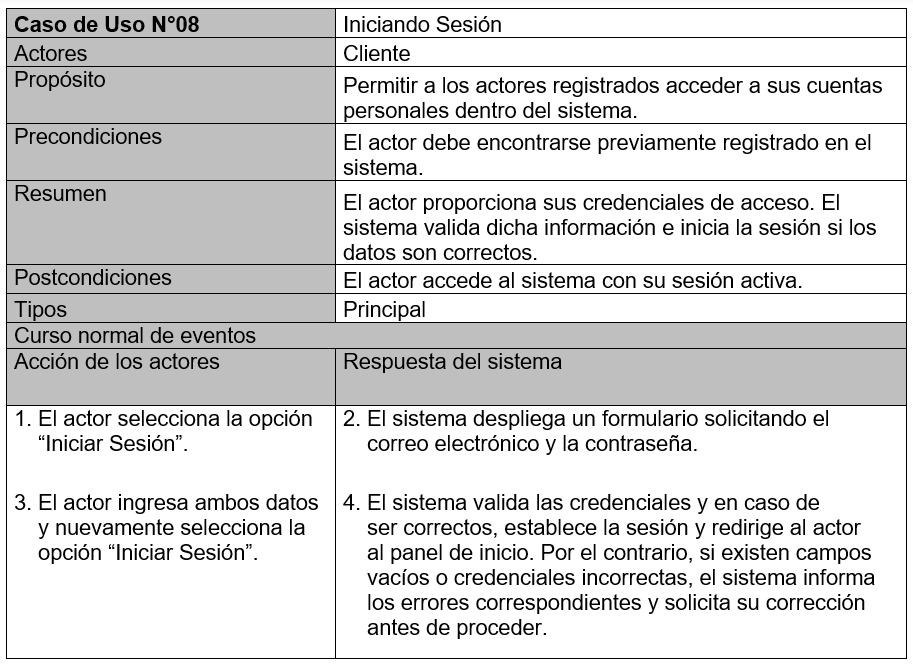 Caso de Uso N°08
Iniciando Sesión
Actores
Cliente
Propósito
Permitir a los actores registrados acceder a sus cuentas
personales dentro del sistema.
Precondiciones
El actor debe encontrarse previamente registrado en el
sistema.
Resumen
El actor proporciona sus credenciales de acceso. El
sistema valida dicha información e inicia la sesión si los
datos son correctos.
Postcondiciones
El actor accede al sistema con su sesión activa.
Tipos
Principal
Curso normal de eventos
Acción de los actores
Respuesta del sistema
1. El actor selecciona la opción
“Iniciar Sesión”.
2. El sistema despliega un formulario solicitando el
correo electrónico y la contraseña.
3. El actor ingresa ambos datos
y nuevamente selecciona la
opción “Iniciar Sesión”.
4. El sistema valida las credenciales y en caso de
ser correctos, establece la sesión y redirige al actor
al panel de inicio. Por el contrario, si existen campos
vacíos o credenciales incorrectas, el sistema informa
los errores correspondientes y solicita su corrección
antes de proceder.